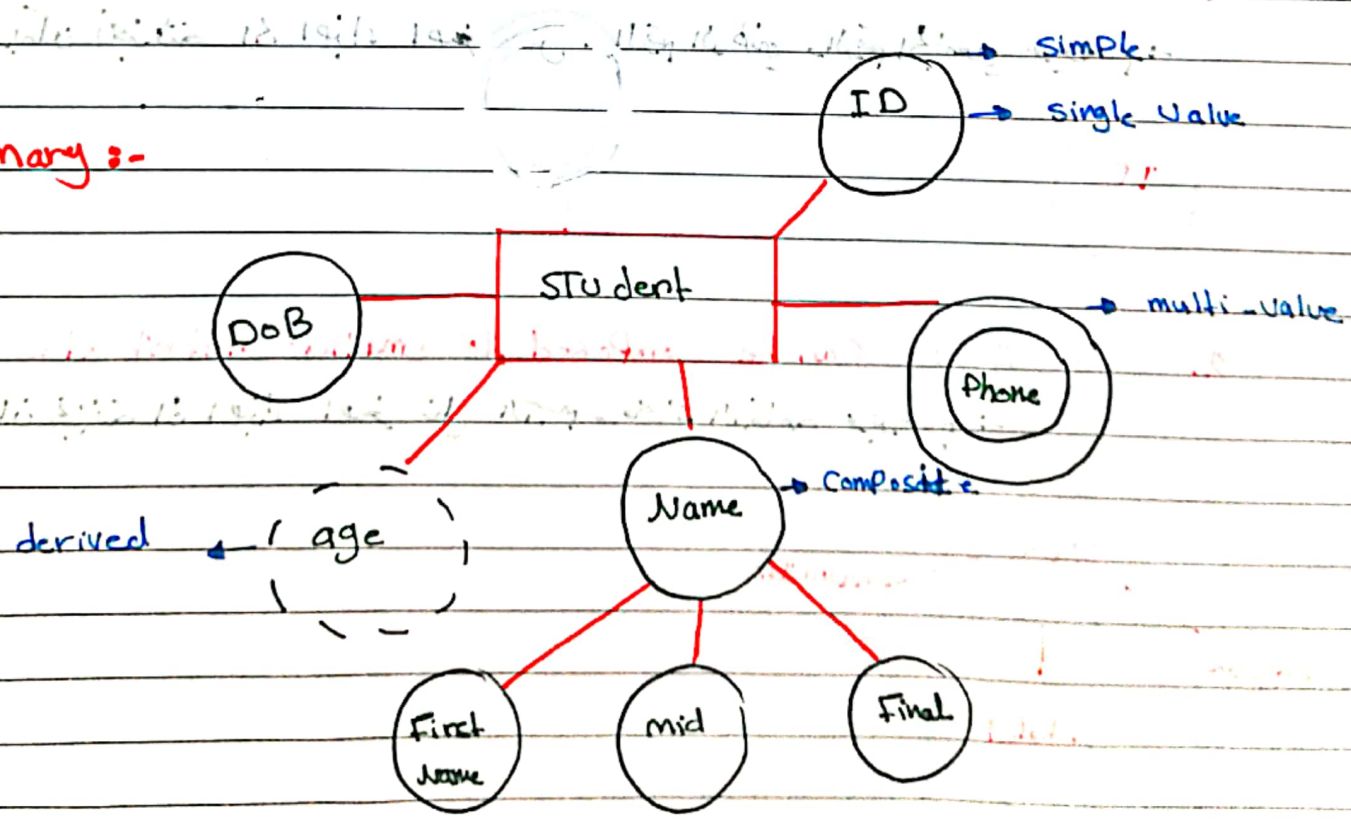 Simple.
ID
Single Value
nary :-
Student
DoB
multi-value
Phone
Name
Composite
derived
age
First
Name
mid
Final